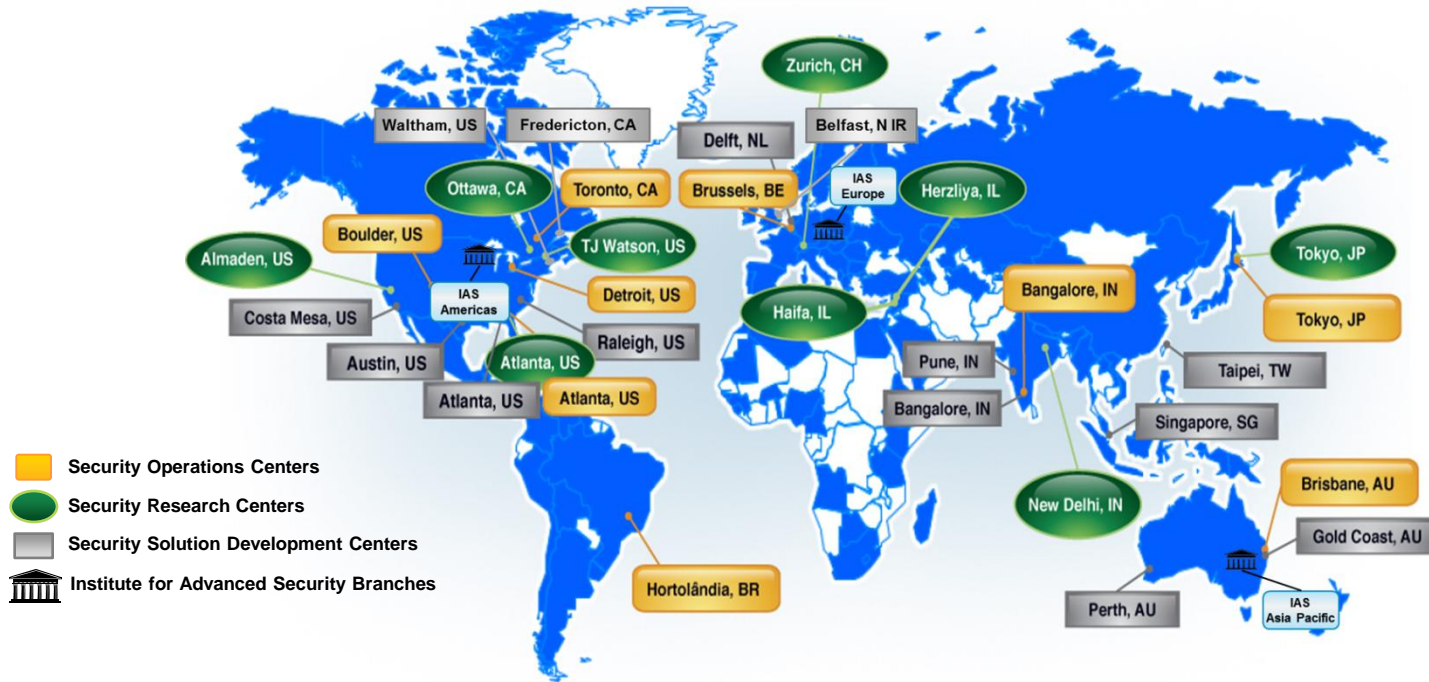 Zurich, CH
Waltham, US
Fredericton, CA
Delft, NL
Belfast, N IR
Ottawa, CA
Toronto, CA
Brussels, BE
IAS
Europe
Herzliya, IL
Boulder, US
TJ Watson, US
Almaden, US
Tokyo, JP
IAS
Americas
Detroit, US
Bangalore, IN
Costa Mesa, US
Haifa, IL
Tokyo, JP
Raleigh, US
Austin, US
Atlanta, US
Pune, IN
Taipei, TW
Atlanta, US
Atlanta, US
Bangalore, IN
Singapore, SG
Security Operations Centers
Security Research Centers
Security Solution Development Centers
Institute for Advanced Security Branches
New Delhi, IN
Brisbane, AU
Gold Coast, AU
Hortolândia, BR
Perth, AU
IAS
Asia Pacific